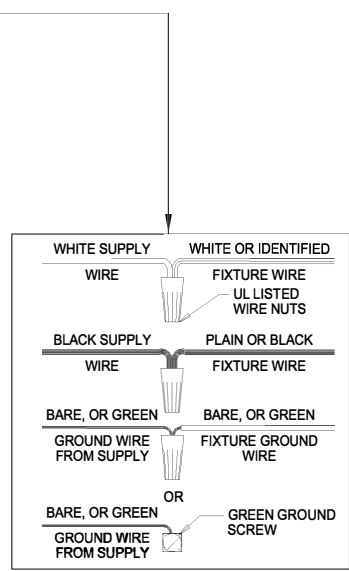 WHITE SUPPLY
WIRE
WHITE OR IDENTIFIED
FIXTURE WIRE
UL LISTED
WIRE NUTS
BLACK SUPPLY
WIRE
PLAIN OR BLACK
FIXTURE WIRE
BARE, OR GREEN
GROUND WIRE
FROM SUPPLY
BARE, OR GREEN
FIXTURE GROUND
WIRE
OR
BARE, OR GREEN
GROUND WIRE
FROM SUPPLY
GREEN GROUND
SCREW